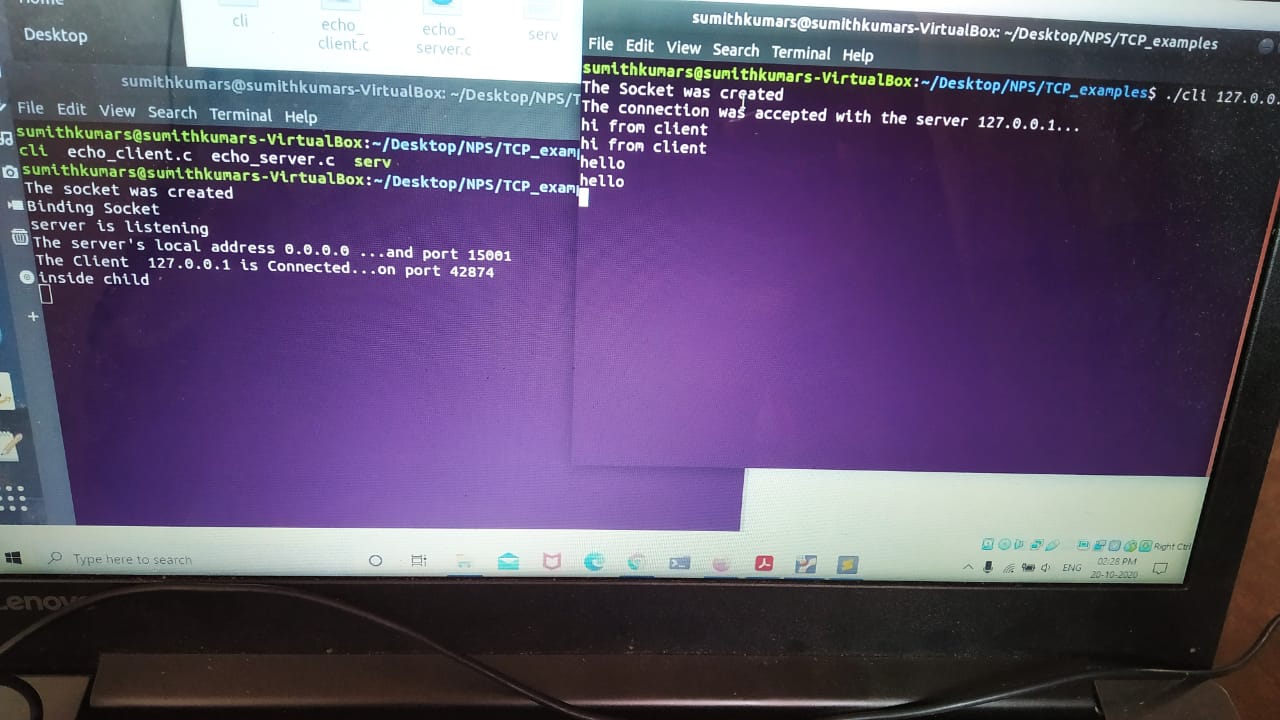 Home
Desktop
cli
echo_
client.c
echo_
server.c
serv
sumithkumars@sumithkumars-VirtualBox: ~/Desktop/NPS/T
File Edit View Search Terminal Help
sumithkumars@sumithkumars-VirtualBox:~/Desktop/NPS/TCP_exam
cli echo_client.c echo_server.c serv
sumithkumars@sumithkumars-VirtualBox:~/Desktop/NPS/TCP_exam
The socket was created
Binding Socket
server is listening
The server's local address 0.0.0.0 ...and port 15001
The Client 127.0.0.1 is Connected...on port 42874
inside child
sumithkumars@sumithkumars-VirtualBox: ~/Desktop/NPS/TCP_examples
File Edit View Search Terminal Help
sumithkumars@sumithkumars-VirtualBox:~/Desktop/NPS/TCP_examples$ ./cli 127.0.0.
The Socket was created
The connection was accepted with the server 127.0.0.1...
hi from client
hi from client
hello
hello
Right Ctrl
Type here to search
ENG
02:28 PM
20-10-2020
Lenovo